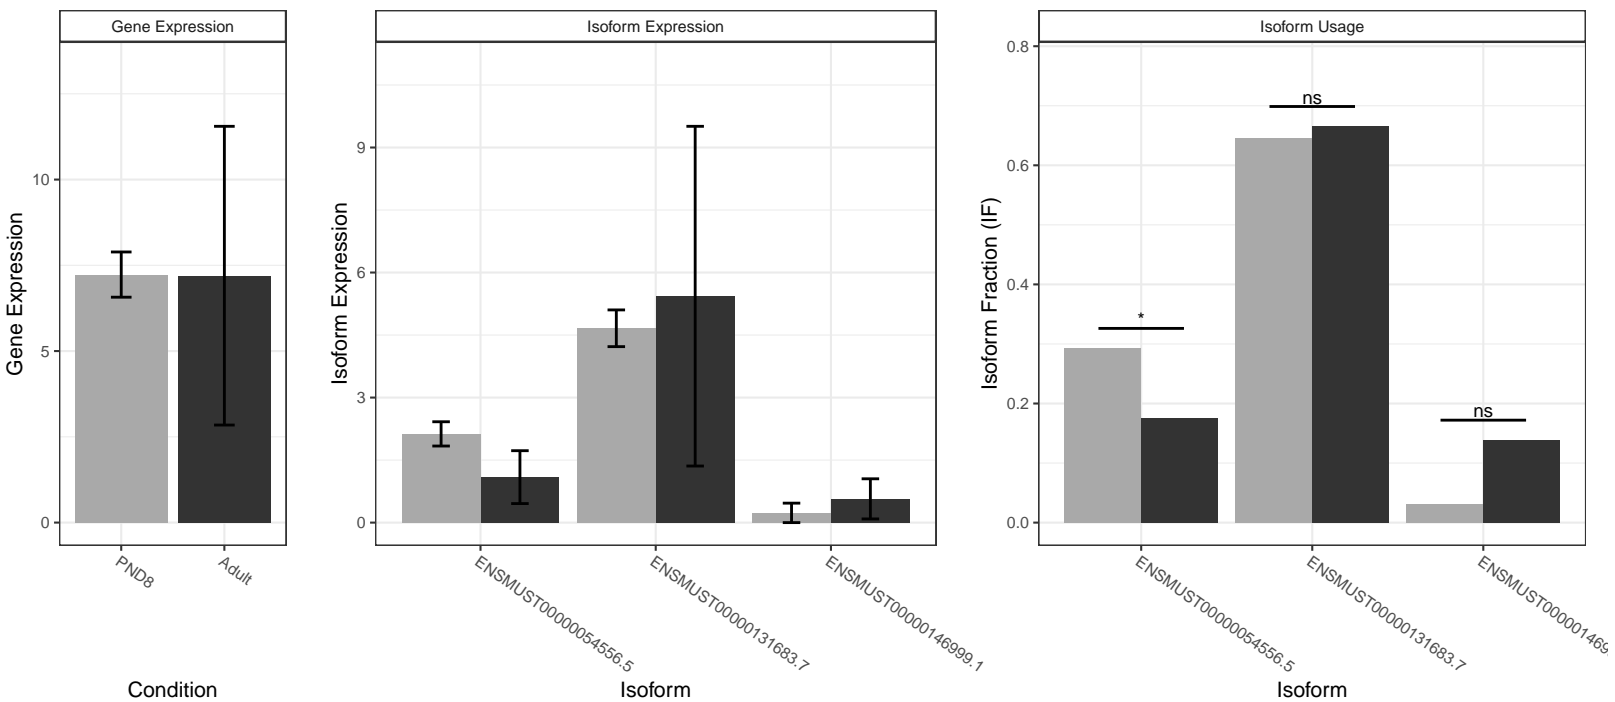 Gene Expression
Isoform Expression
Isoform Usage
Gene Expression
10
5
0
PND8
Adult
Condition
Isoform Expression
9
6
3
0
ENSMUST00000054556.5
ENSMUST00000131683.7
ENSMUST00000146999.1
Isoform
Isoform Fraction (IF)
0.8
0.6
0.4
0.2
0.0
*
ns
ns
ENSMUST00000054556.5
ENSMUST00000131683.7
ENSMUST000001469
Isoform